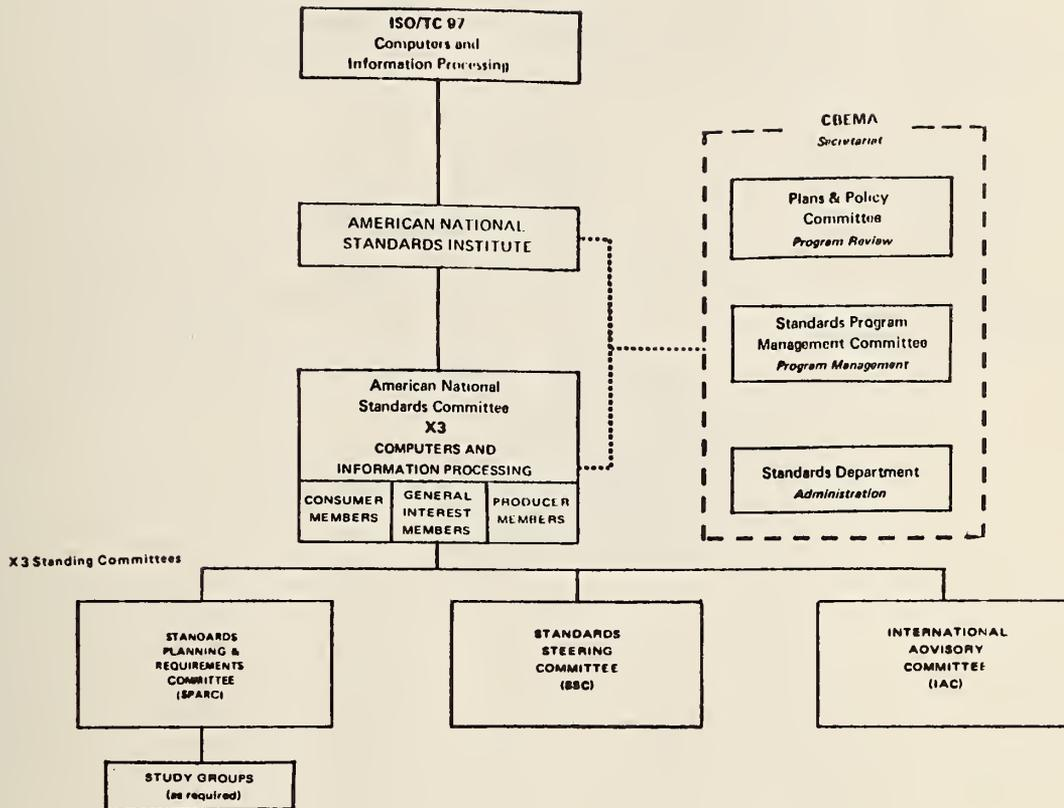 ISO/TC 97
Computers and
Information Processing
CBEMA
Secretariat
Plans & Policy
Committee
Program Review
AMERICAN NATIONAL
STANDARDS INSTITUTE
Standards Program
Management Committee
Program Management
American National
Standards Committee
X3
COMPUTERS AND
INFORMATION PROCESSING
CONSUMER
MEMBERS
GENERAL
INTEREST
MEMBERS
PRODUCER
MEMBERS
Standards Department
Administration
X3 Standing Committees
STANDARDS
PLANNING &
REQUIREMENTS
COMMITTEE
(SPARC)
STANDARDS
STEERING
COMMITTEE
(SSC)
INTERNATIONAL
ADVISORY
COMMITTEE
(IAC)
STUDY GROUPS
(as required)